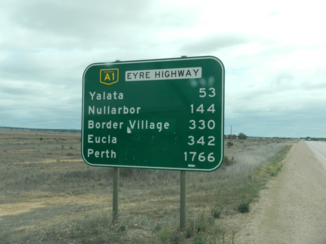 A1 EYRE HIGHWAY
Yalata 53
Nullarbor 144
Border Village 330
Eucla 342
Perth 1766